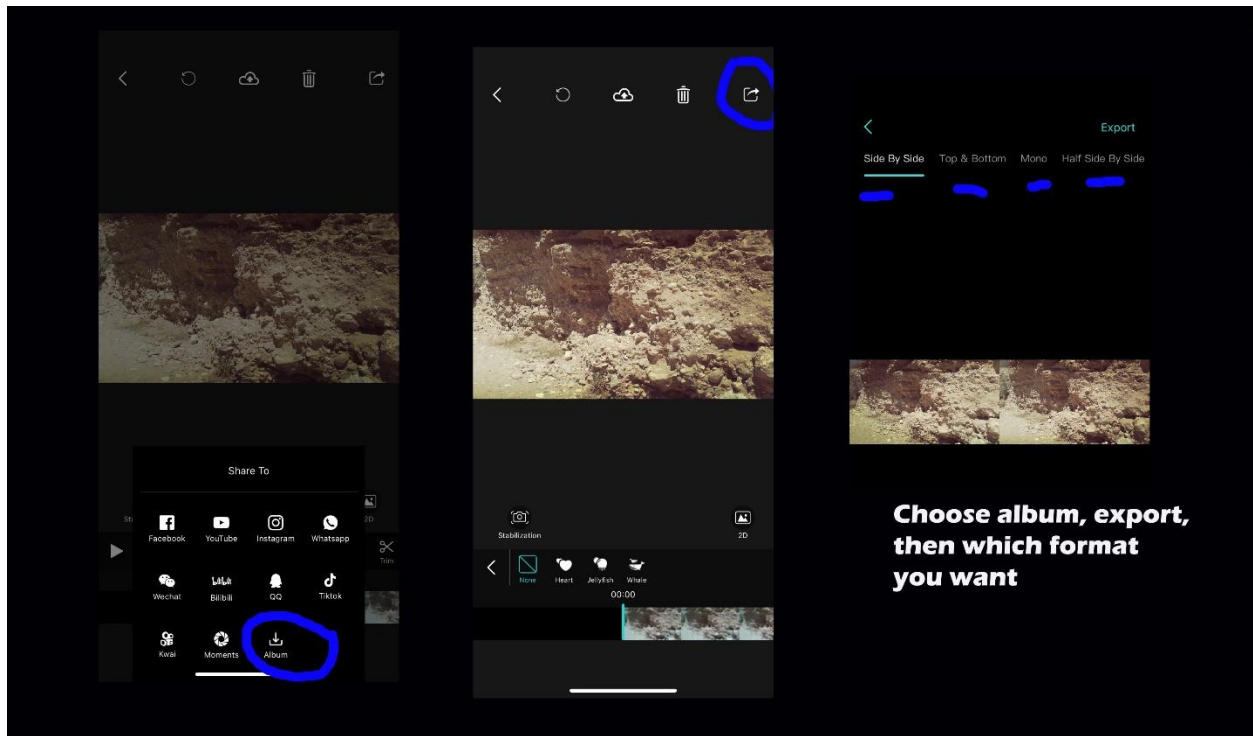 Share To
Facebook YouTube Instagram Whatsapp
Wechat Bilibili QQ Tiktok
Kwai Moments Album
2D
Trim
Stabilization 2D
None Heart Jellyfish Whale
00:00
Export
Side By Side Top & Bottom Mono Half Side By Side
Choose album, export,
then which format
you want